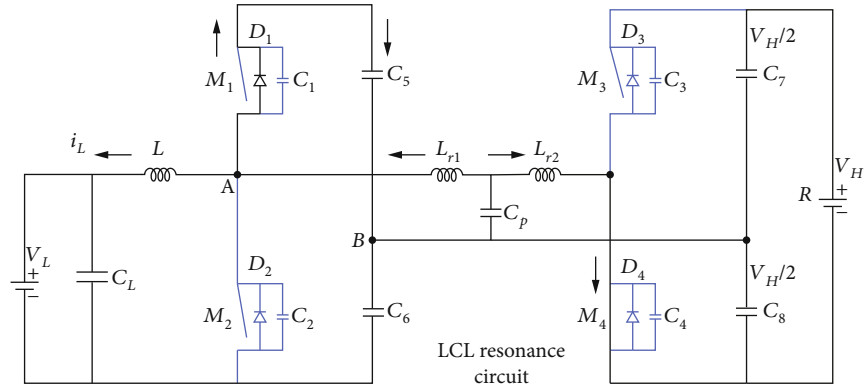 D1
M1
C1
C5
iL
L
A
Lr1
Lr2
Cp
B
VL
+
−
CL
D2
M2
C2
C6
D3
M3
C3
VH/2
C7
R
VH
+
−
D4
M4
C4
VH/2
C8
LCL resonance
circuit